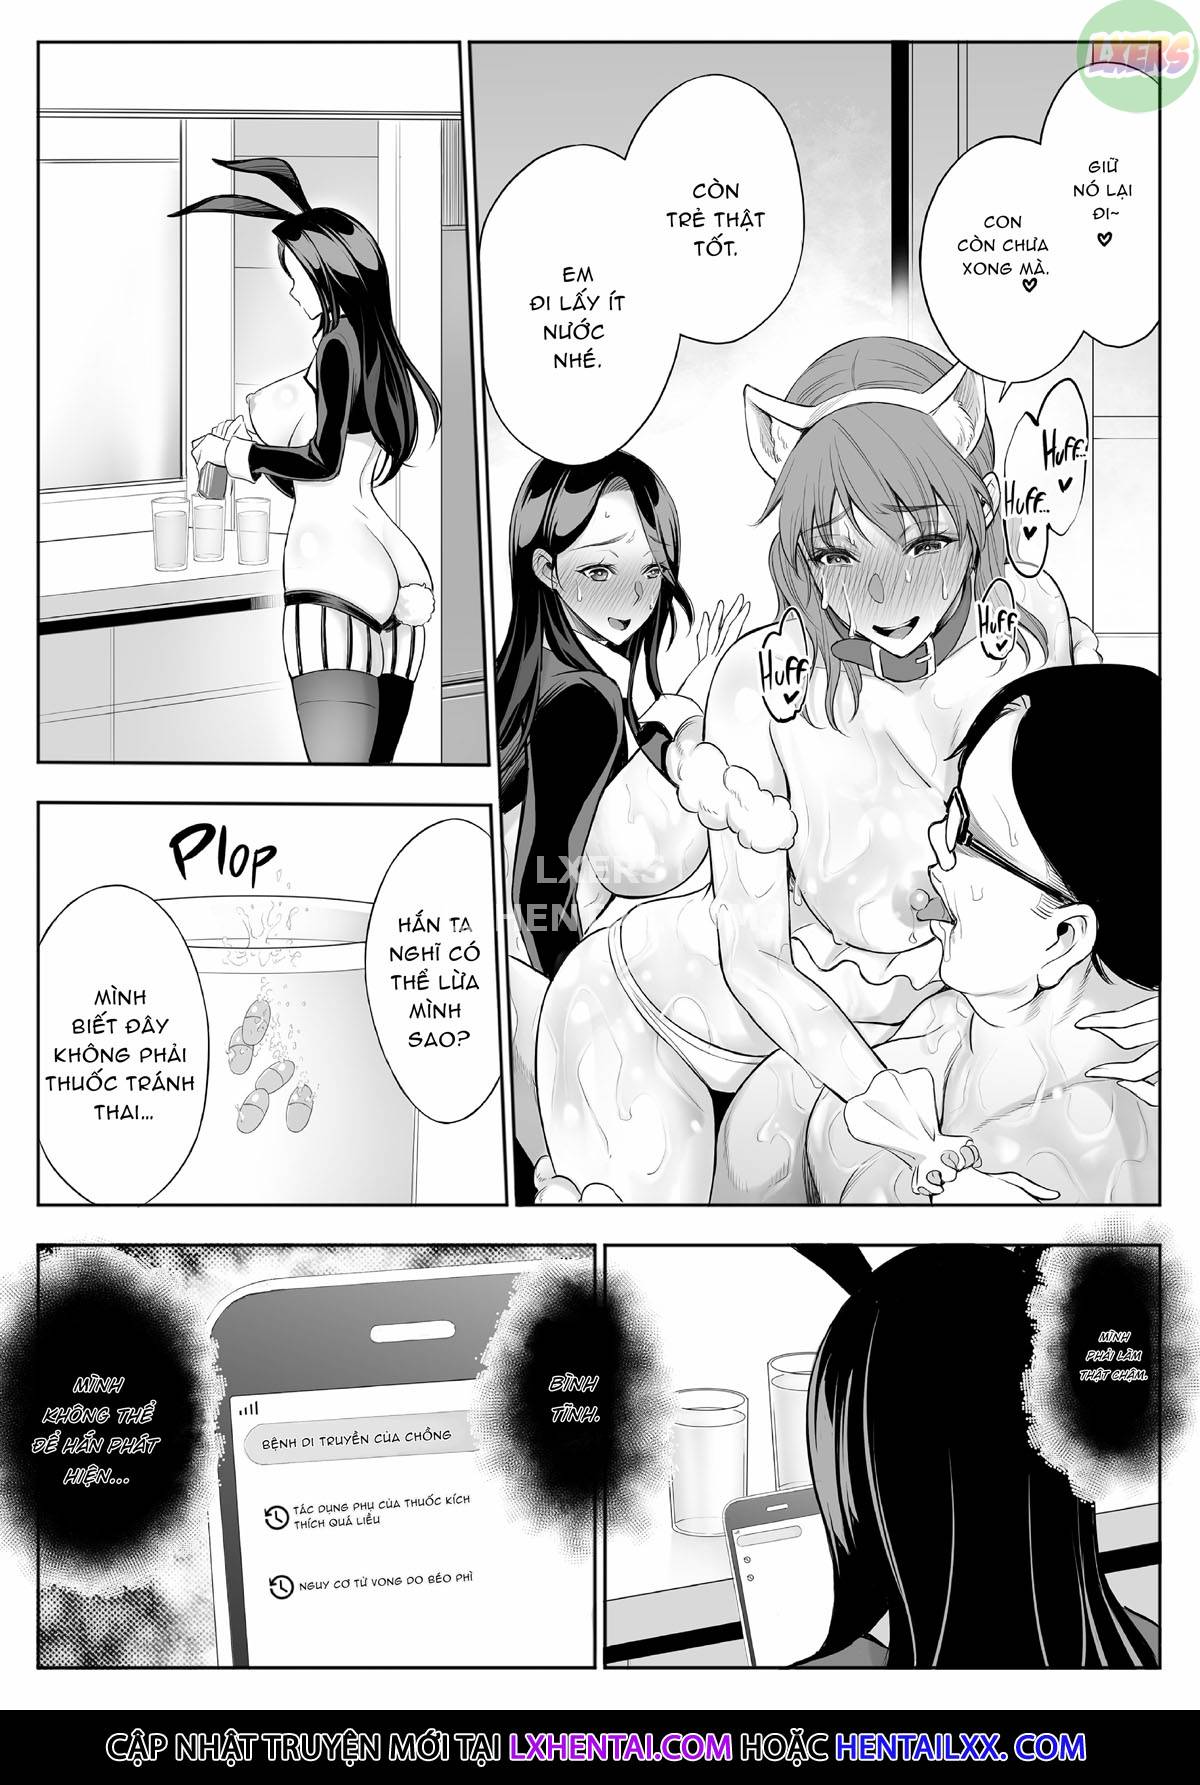 LXERS
GIỮ
NÓ LẠI
ĐI~
CON
CÒN CHƯA
XONG MÀ.
CÒN
TRẺ THẬT
TỐT.
EM
ĐI LẤY ÍT
NƯỚC
NHÉ.
HUFF...
HUFF...
HUFF
HUFF
LXERS
HENTAI
PLOP
HẮN TA
NGHĨ CÓ
THỂ LỪA
MÌNH
SAO?
MÌNH
BIẾT ĐÂY
KHÔNG PHẢI
THUỐC TRÁNH
THAI...
MÌNH
PHẢI LÀM
THẬT CHẬM.
BÌNH
TĨNH.
BỆNH DI TRUYỀN CỦA CHỒNG
TÁC DỤNG PHỤ CỦA THUỐC KÍCH
THÍCH QUÁ LIỀU
NGUY CƠ TỬ VONG DO BÉO PHÌ
MÌNH
KHÔNG THỂ
ĐỂ HẮN PHÁT
HIỆN...
CẬP NHẬT TRUYỆN MỚI TẠI LXHENTAI.COM HOẶC HENTAILXX. COM